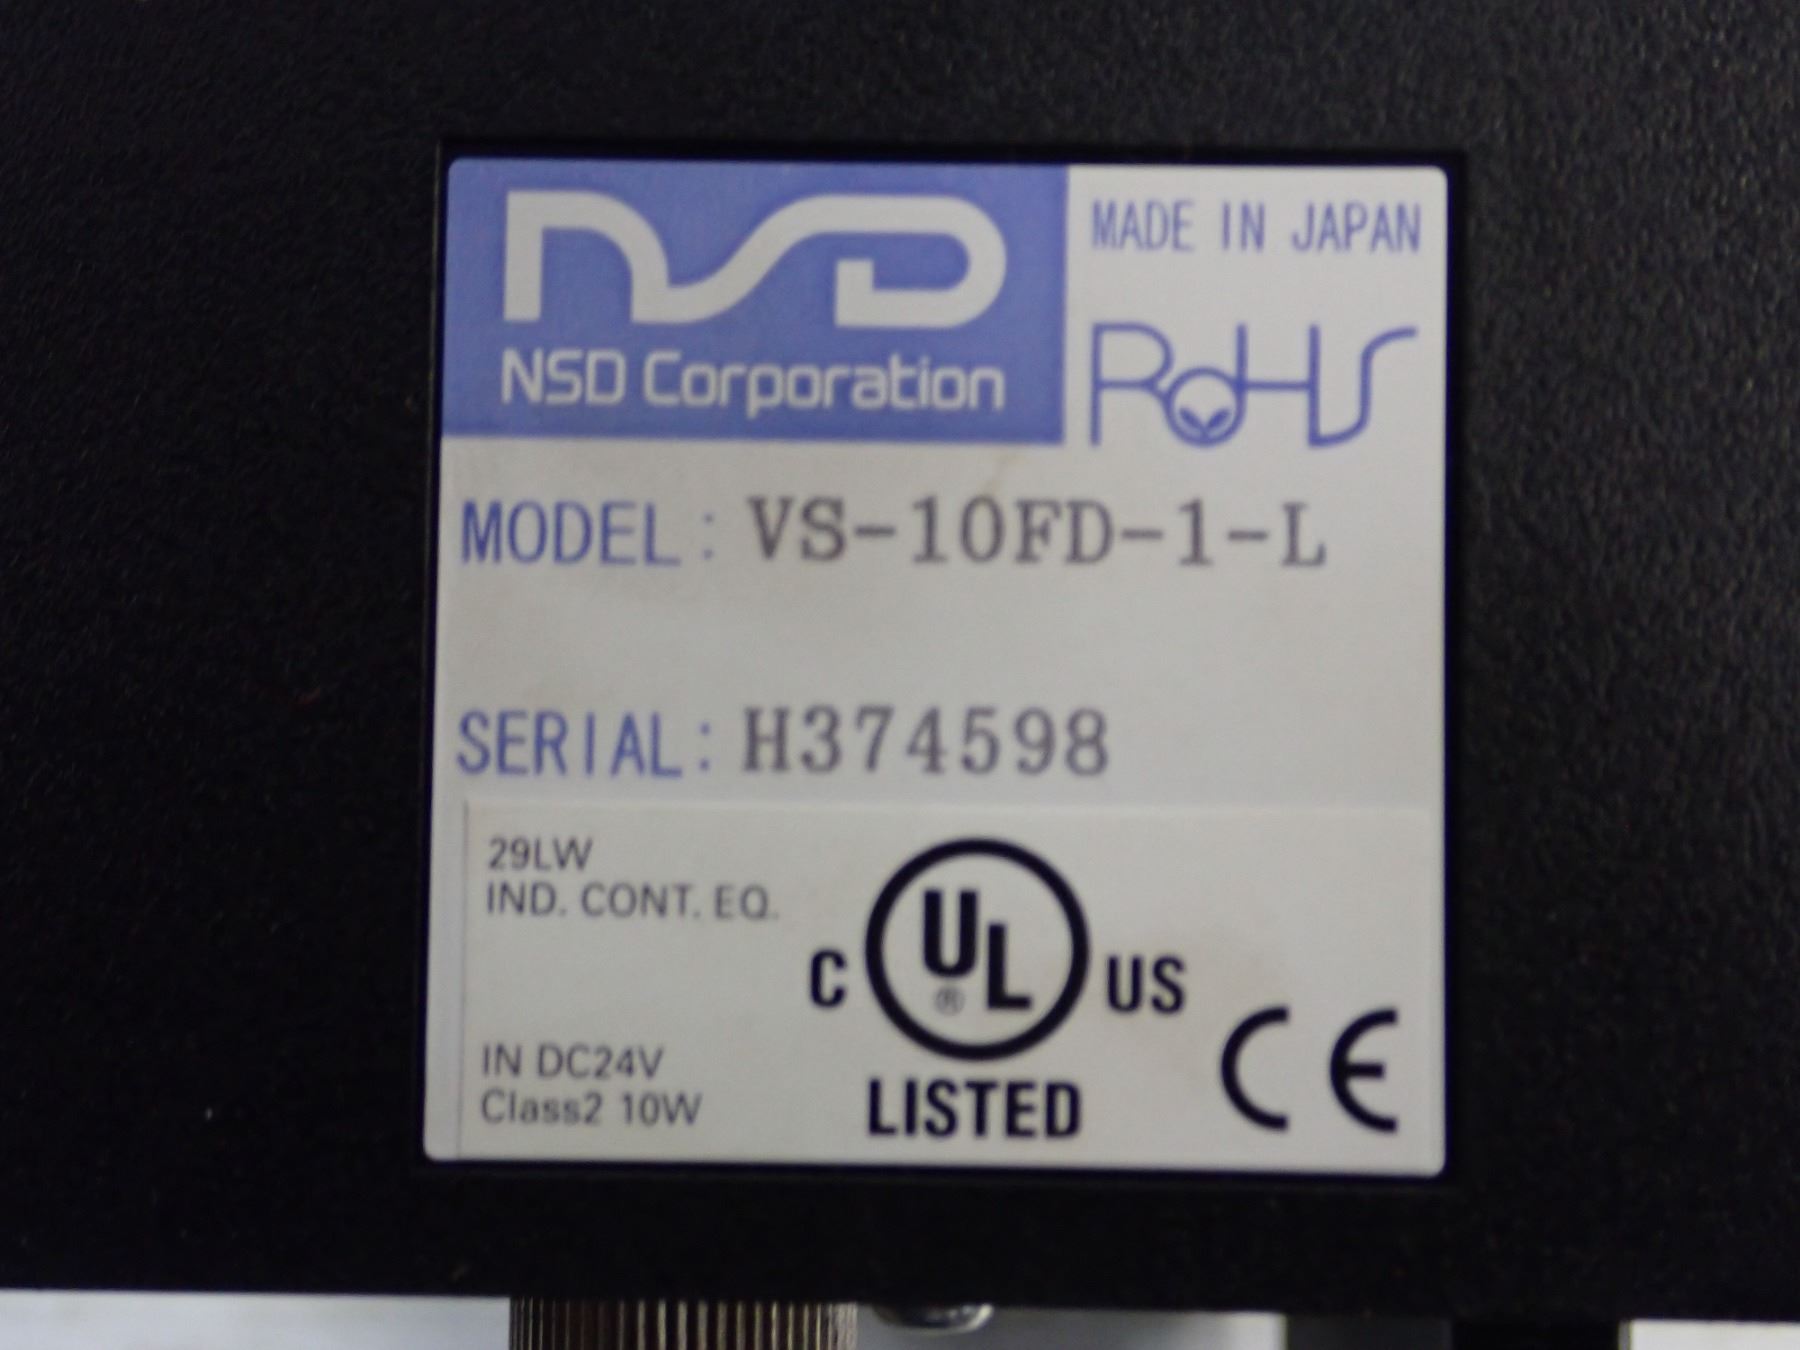 NSD
NSD Corporation
MADE IN JAPAN
RoHS
MODEL: VS-10FD-1-L
SERIAL: H374598
29LW
IND. CONT. EQ.
C UL® US
LISTED
CE
IN DC24V
Class2 10W